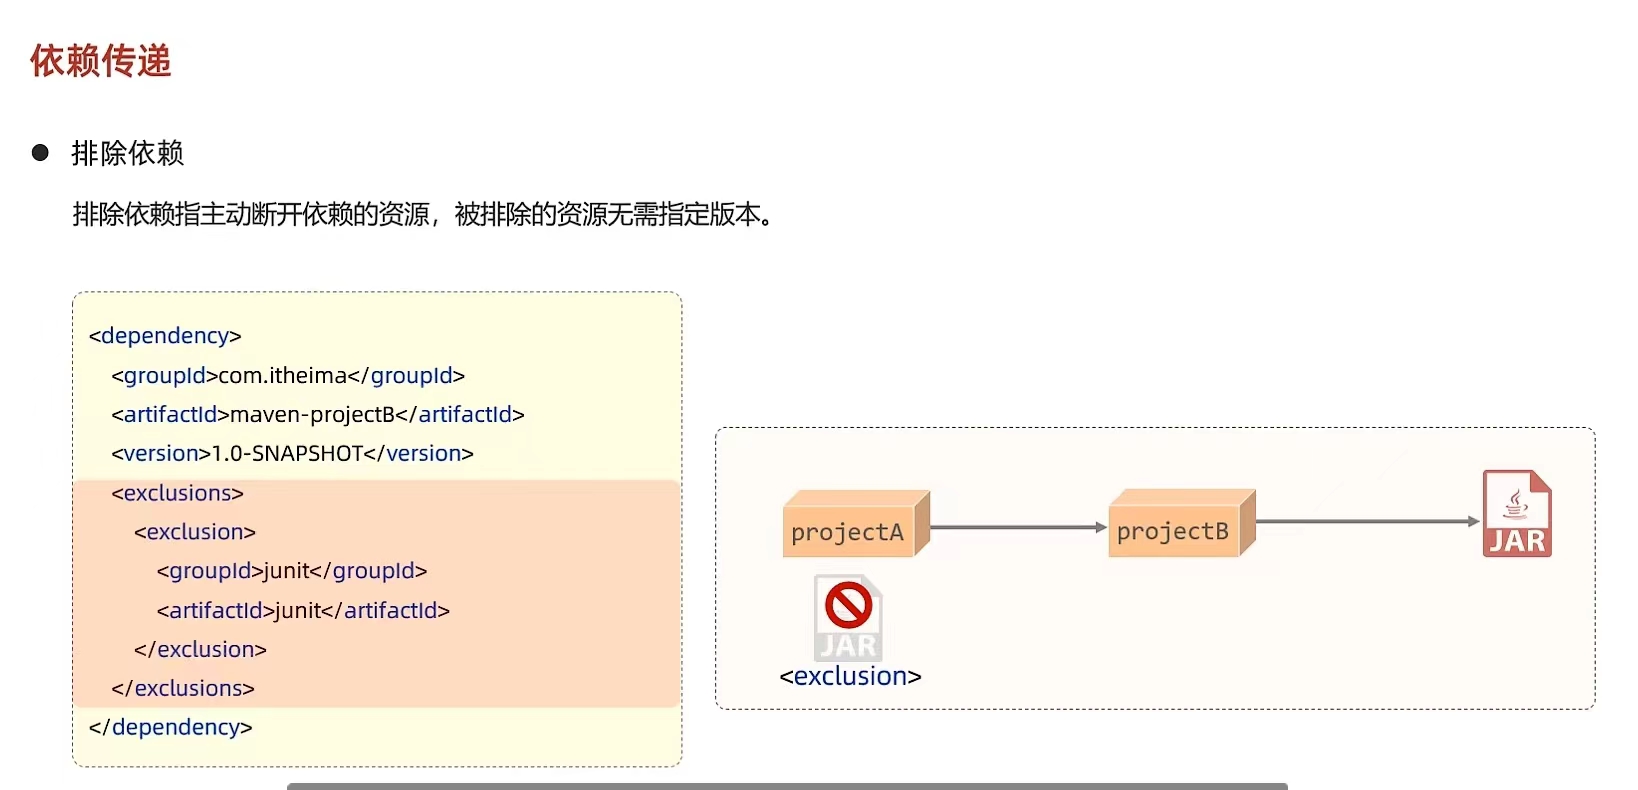 依赖传递
排除依赖
排除依赖指主动断开依赖的资源，被排除的资源无需指定版本。
<dependency>
<groupId>com.itheima</groupId>
<artifactId>maven-projectB</artifactId>
<version>1.0-SNAPSHOT</version>
<exclusions>
<exclusion>
<groupId>junit</groupId>
<artifactId>junit</artifactId>
</exclusion>
</exclusions>
</dependency>
projectA
projectB
JAR
JAR
<exclusion>